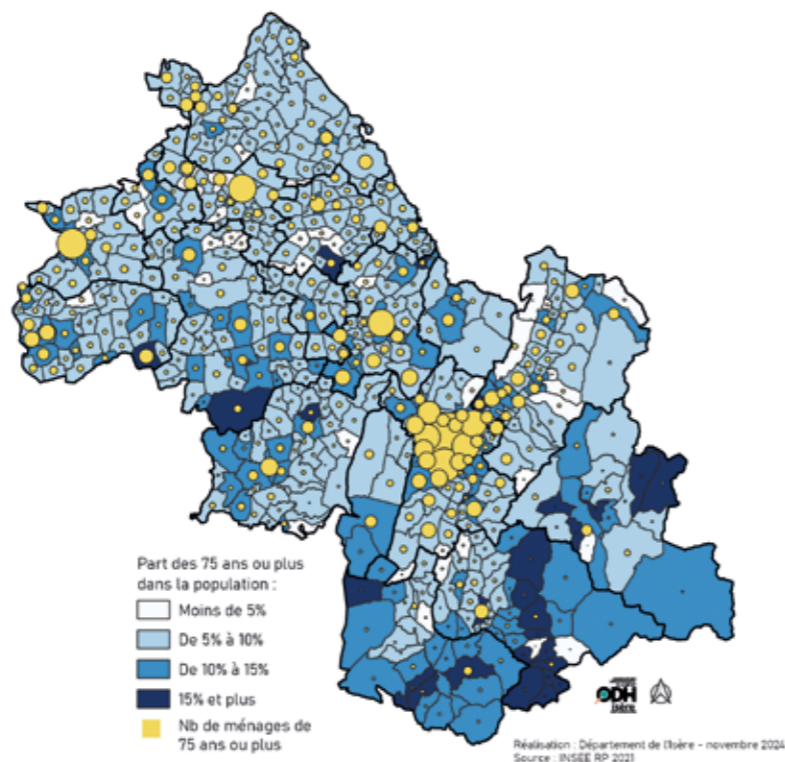 Part des 75 ans ou plus
dans la population :
Moins de 5%
De 5% à 10%
De 10% à 15%
15% et plus
Nb de ménages de
75 ans ou plus
ODH
Isère
Réalisation : Département de l'Isère - novembre 2024
Source : INSEE RP 2021